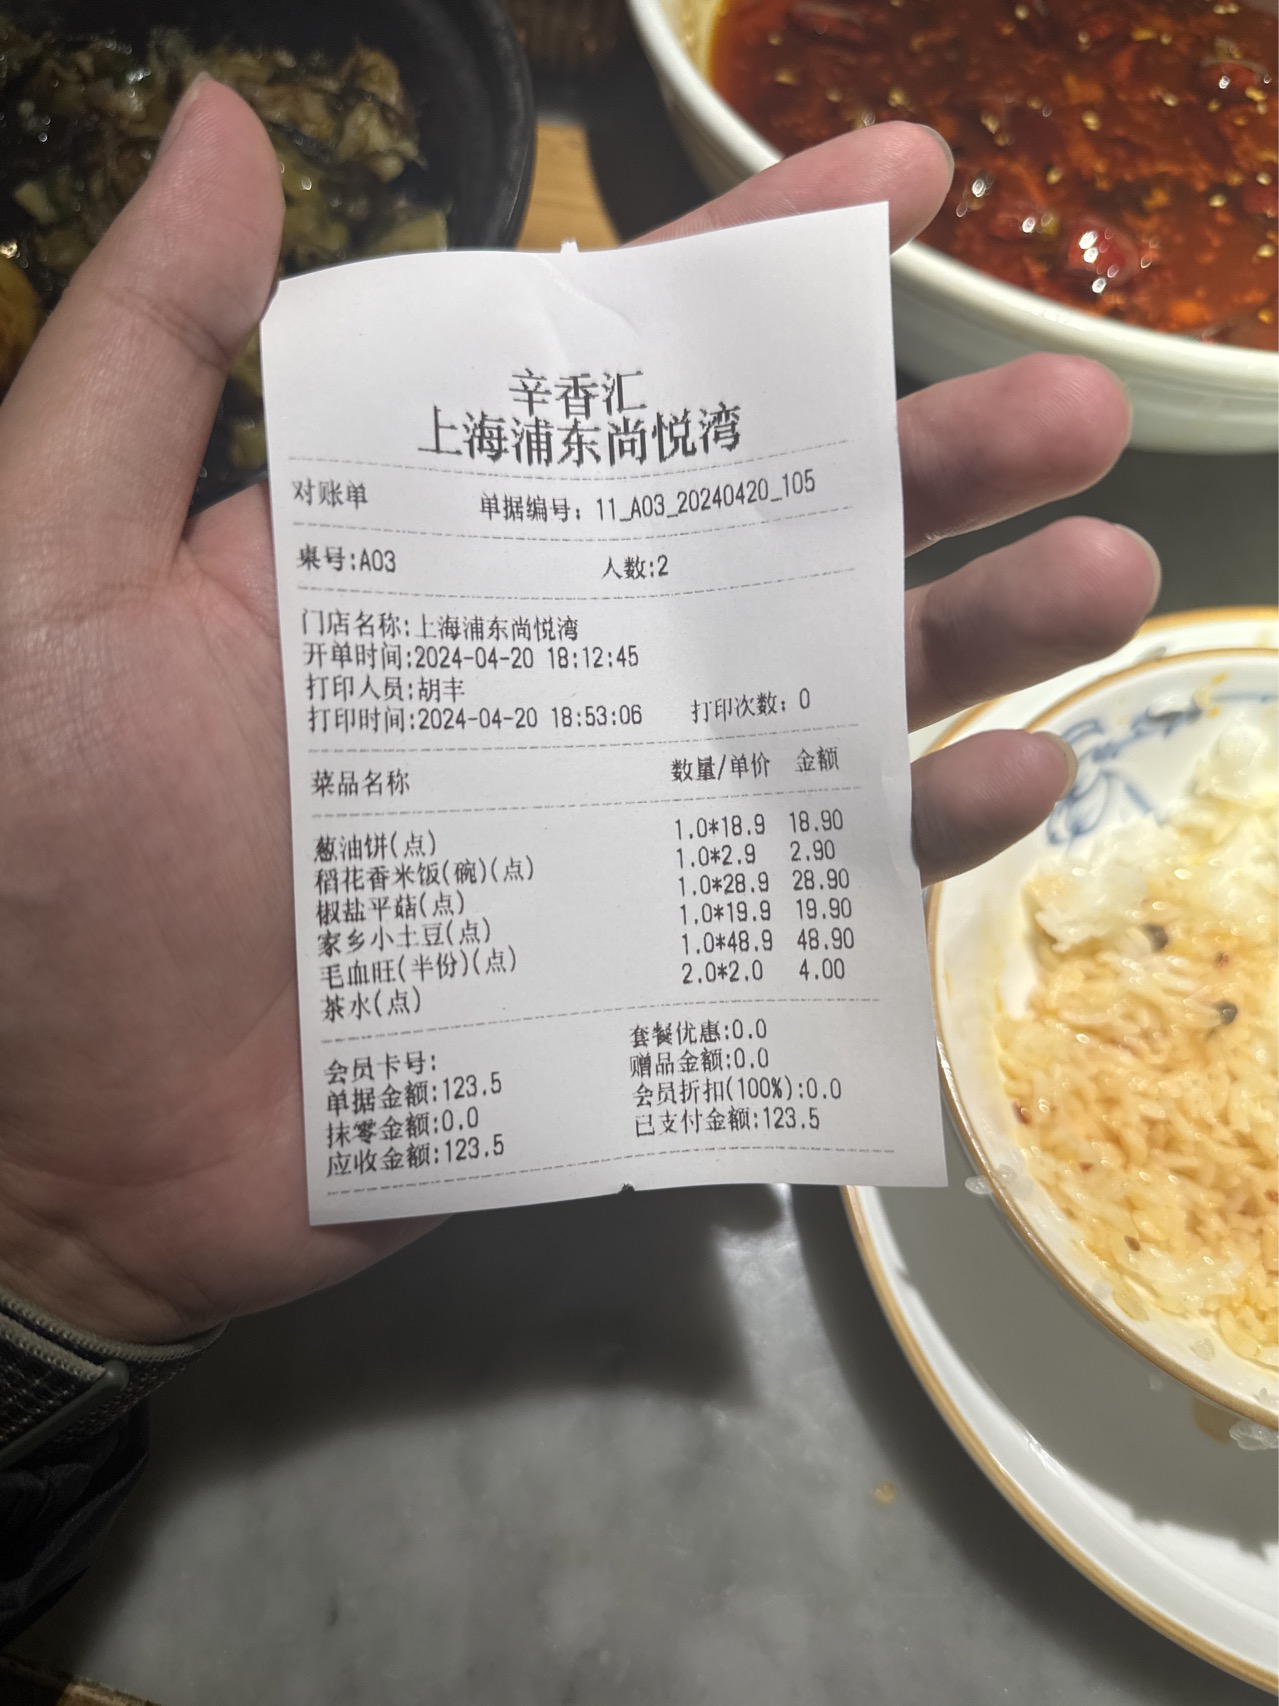 辛香汇
上海浦东尚悦湾
对账单 单据编号：11_A03_20240420_105
桌号:A03 人数:2
门店名称:上海浦东尚悦湾
开单时间:2024-04-20 18:12:45
打印人员:胡丰
打印时间:2024-04-20 18:53:06 打印次数：0
菜品名称 数量/单价 金额
葱油饼(点) 1.0*18.9 18.90
稻花香米饭(碗)(点) 1.0*2.9 2.90
椒盐平菇(点) 1.0*28.9 28.90
家乡小土豆(点) 1.0*19.9 19.90
毛血旺(半份)(点) 1.0*48.9 48.90
茶水(点) 2.0*2.0 4.00
会员卡号: 套餐优惠:0.0
单据金额:123.5 赠品金额:0.0
抹零金额:0.0 会员折扣(100%):0.0
应收金额:123.5 已支付金额:123.5